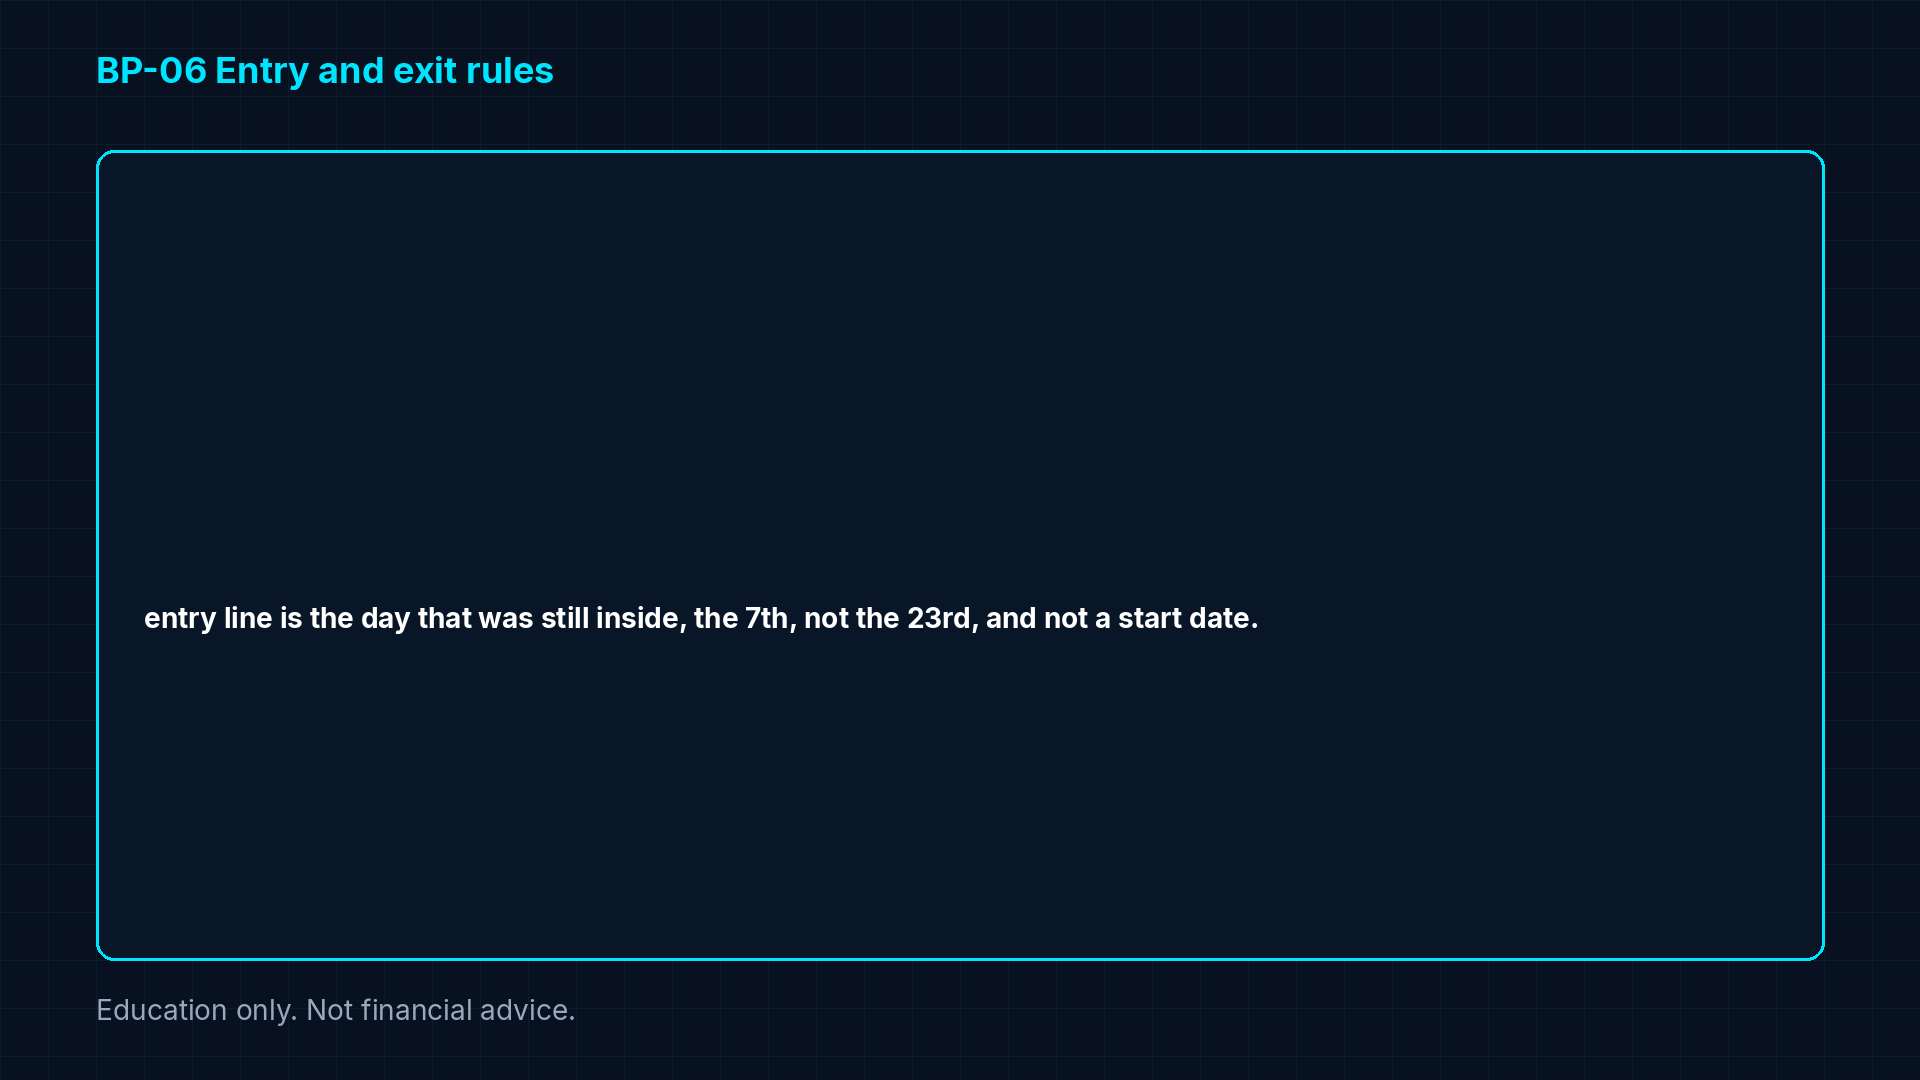 BP-06 Entry and exit rules
entry line is the day that was still inside, the 7th, not the 23rd, and not a start date.
Education only. Not financial advice.